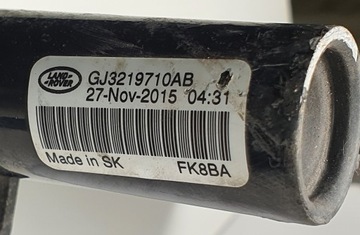 LAND
ROVER
GJ3219710AB
27-Nov-2015 04:31
Made in SK FK8BA